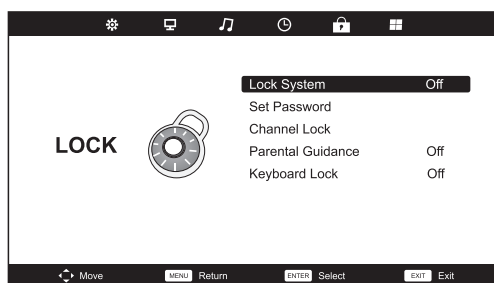 Lock System Off
Set Password
Channel Lock
LOCK
Parental Guidance Off
Keyboard Lock Off
Move MENU Return ENTER Select EXIT Exit